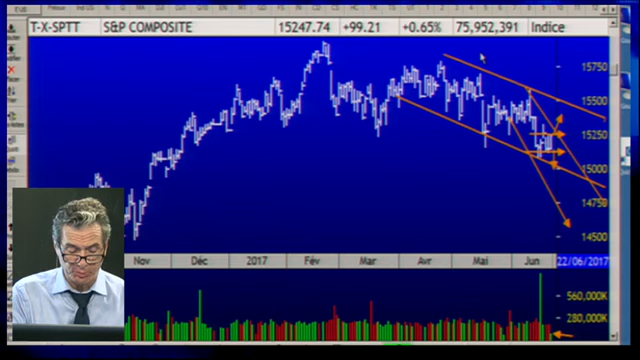 T-X-SPTT S&P COMPOSITE 15247.74 +99.21 +0.65% 75,952,391 Indice
15750
15500
15250
15000
14750
14500
Nov Déc 2017 Fév Mar Avr Mai Jun 22/06/2017
560,000K
280,000K